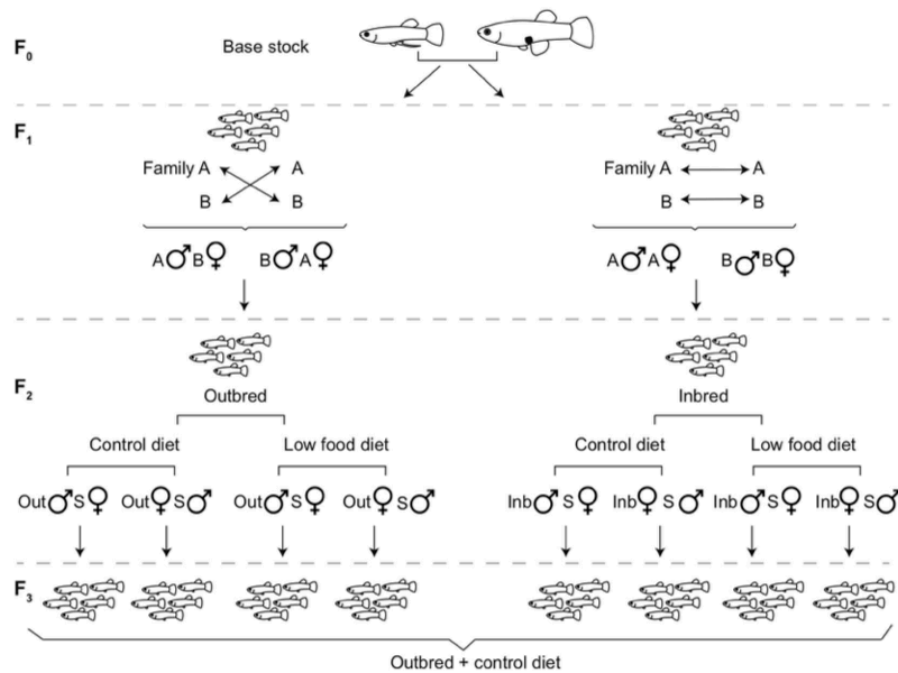 F₀ Base stock
F₁
Family A A Family A A
B B B B
A♂B♀ B♂A♀ A♂A♀ B♂B♀
F₂
Outbred Inbred
Control diet Low food diet Control diet Low food diet
Out♂S♀ Out♀S♂ Out♂S♀ Out♀S♂ Inb♂S♀ Inb♀S♂ Inb♂S♀ Inb♀S♂
F₃
Outbred + control diet